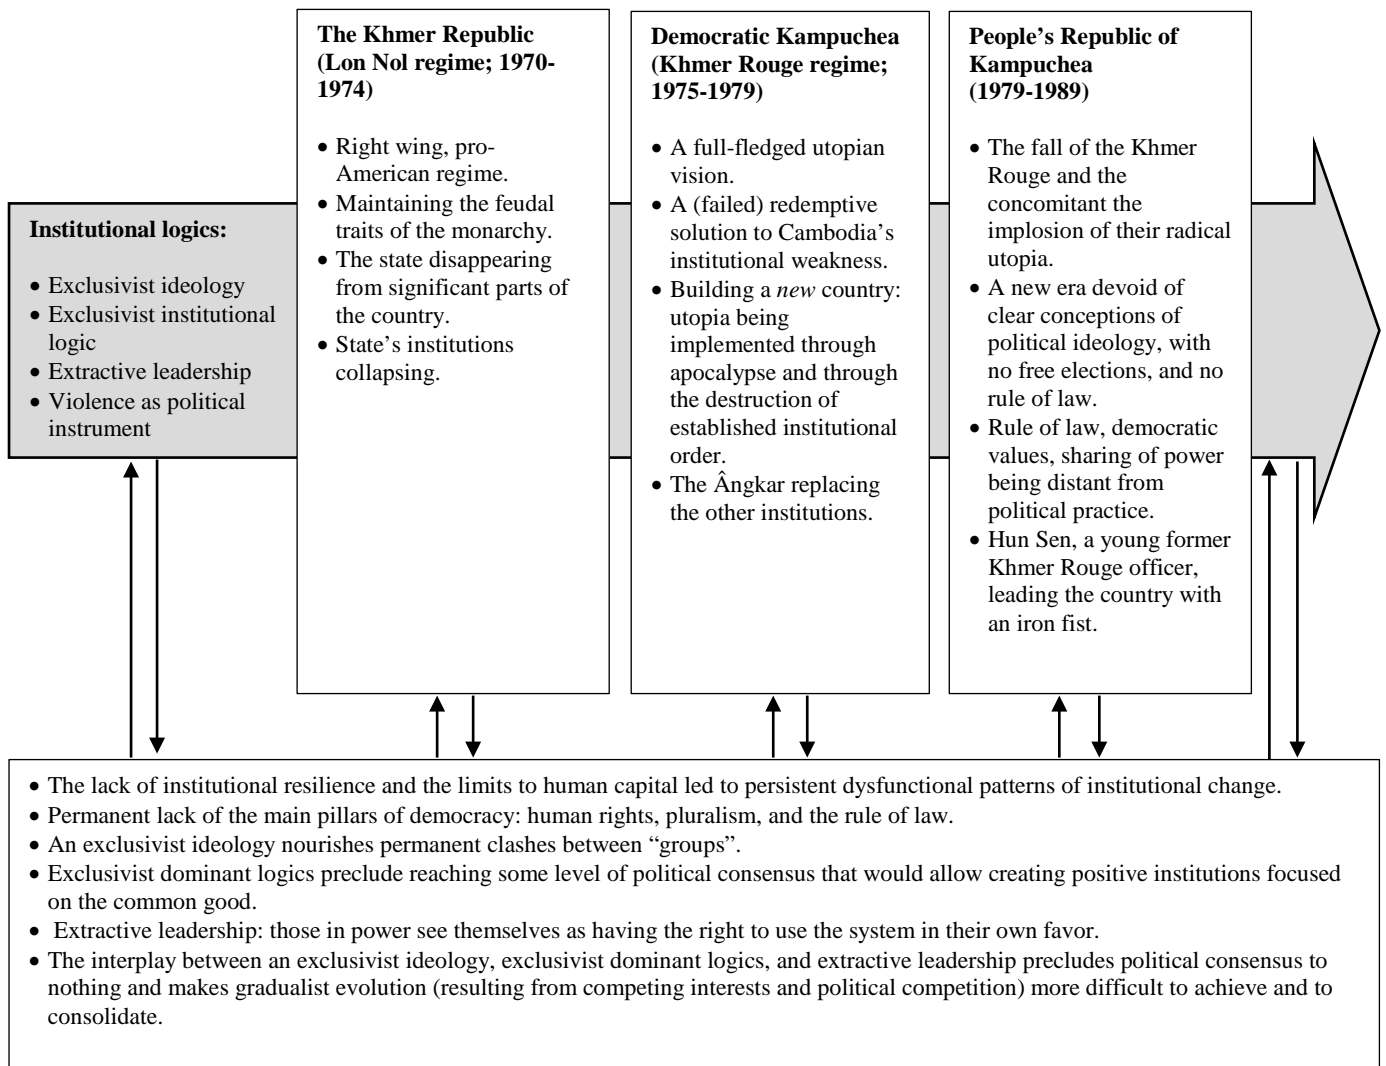 Institutional logics:
• Exclusivist ideology
• Exclusivist institutional
logic
• Extractive leadership
• Violence as political
instrument
The Khmer Republic
(Lon Nol regime; 1970-
1974)
• Right wing, pro-
American regime.
• Maintaining the feudal
traits of the monarchy.
• The state disappearing
from significant parts of
the country.
• State’s institutions
collapsing.
Democratic Kampuchea
(Khmer Rouge regime;
1975-1979)
• A full-fledged utopian
vision.
• A (failed) redemptive
solution to Cambodia’s
institutional weakness.
• Building a new country:
utopia being
implemented through
apocalypse and through
the destruction of
established institutional
order.
• The Ângkar replacing
the other institutions.
People’s Republic of
Kampuchea
(1979-1989)
• The fall of the Khmer
Rouge and the
concomitant the
implosion of their radical
utopia.
• A new era devoid of
clear conceptions of
political ideology, with
no free elections, and no
rule of law.
• Rule of law, democratic
values, sharing of power
being distant from
political practice.
• Hun Sen, a young former
Khmer Rouge officer,
leading the country with
an iron fist.
• The lack of institutional resilience and the limits to human capital led to persistent dysfunctional patterns of institutional change.
• Permanent lack of the main pillars of democracy: human rights, pluralism, and the rule of law.
• An exclusivist ideology nourishes permanent clashes between “groups”.
• Exclusivist dominant logics preclude reaching some level of political consensus that would allow creating positive institutions focused
on the common good.
• Extractive leadership: those in power see themselves as having the right to use the system in their own favor.
• The interplay between an exclusivist ideology, exclusivist dominant logics, and extractive leadership precludes political consensus to
nothing and makes gradualist evolution (resulting from competing interests and political competition) more difficult to achieve and to
consolidate.